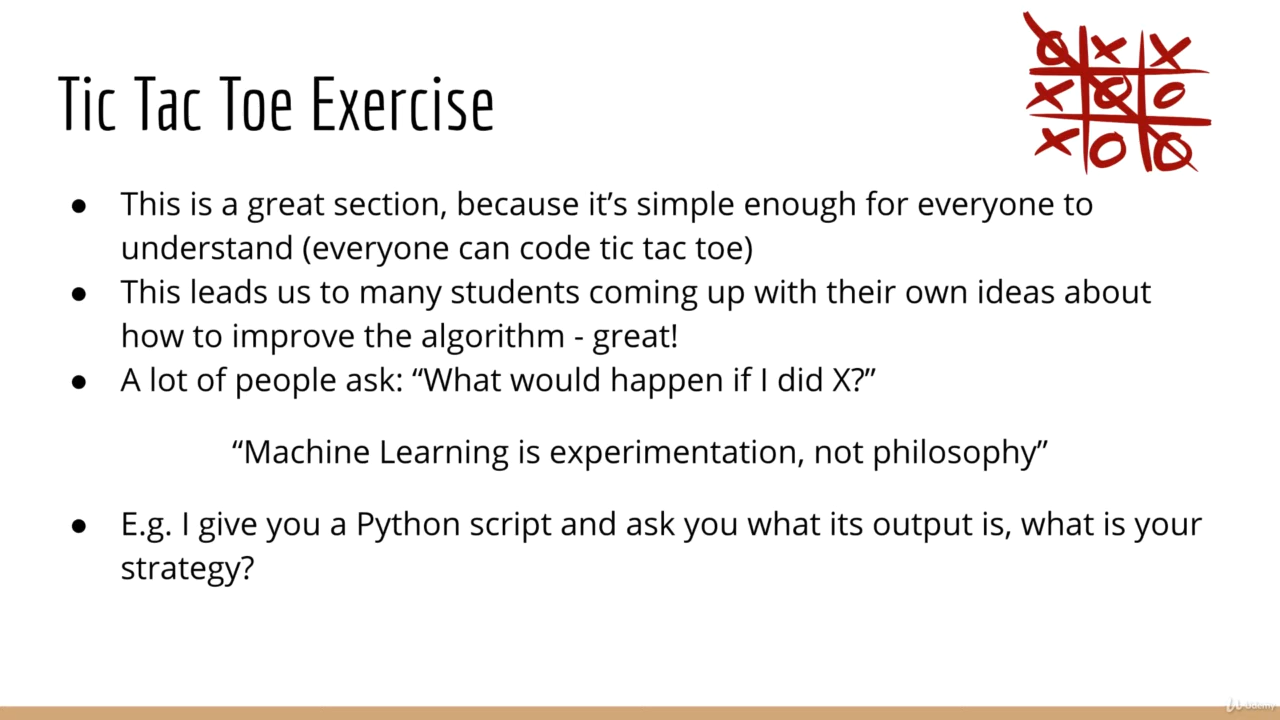 Tic Tac Toe Exercise
● This is a great section, because it’s simple enough for everyone to
understand (everyone can code tic tac toe)
● This leads us to many students coming up with their own ideas about
how to improve the algorithm - great!
● A lot of people ask: “What would happen if I did X?”
“Machine Learning is experimentation, not philosophy”
● E.g. I give you a Python script and ask you what its output is, what is your
strategy?
Udemy